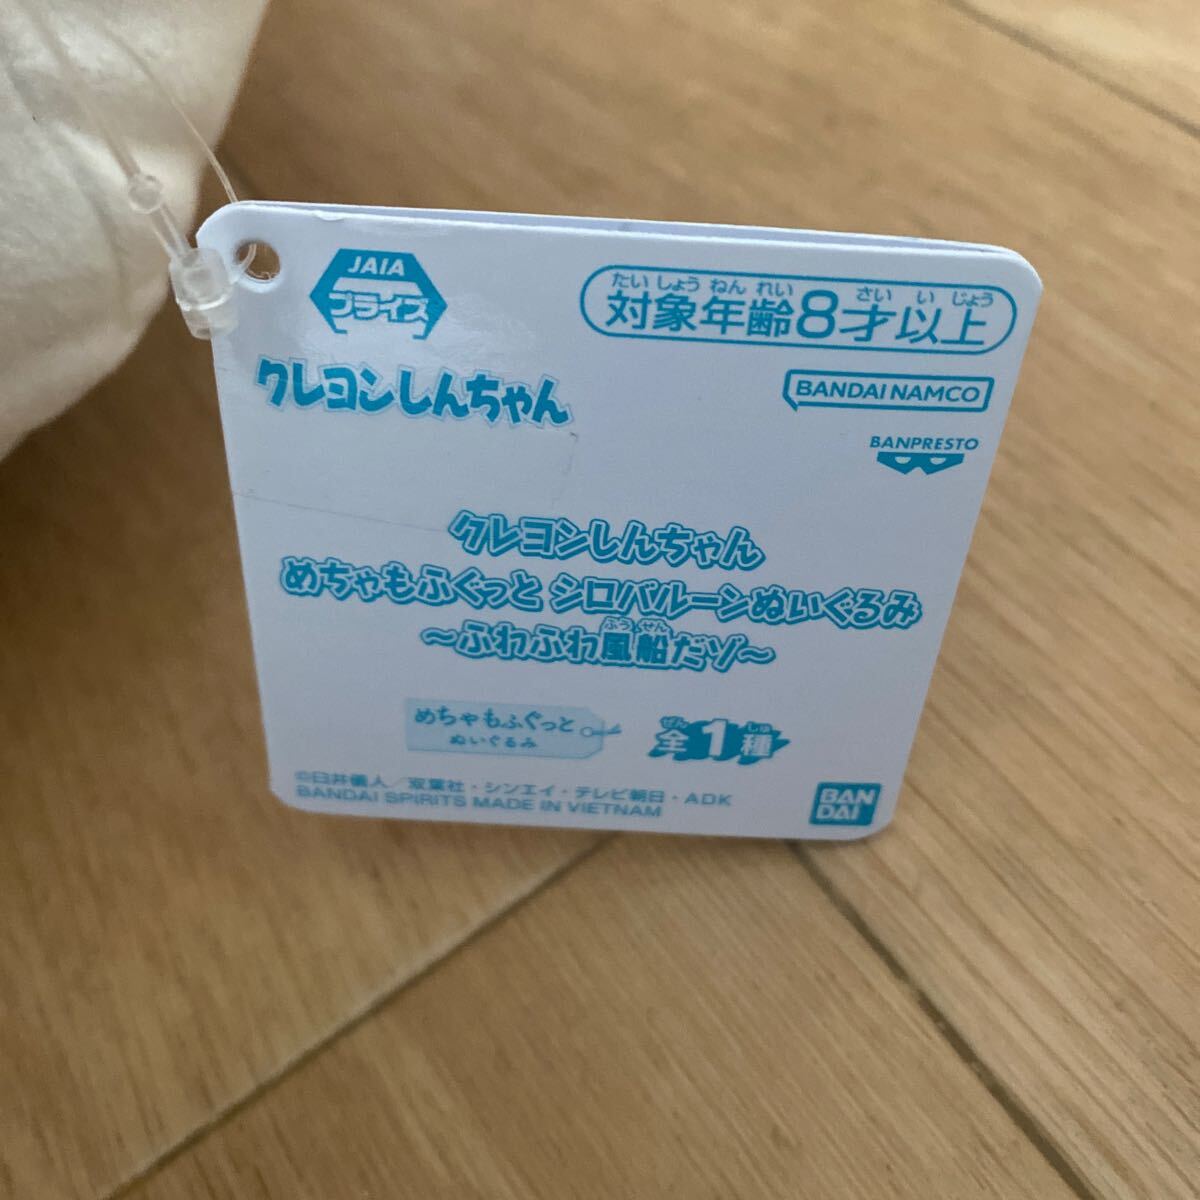 JAIA
プライズ
たいしょうねんれい さいいじょう
対象年齢8才以上
クレヨンしんちゃん
BANDAI NAMCO
BANPRESTO
クレヨンしんちゃん
めちゃもふぐっと シロバルーンぬいぐるみ
ふうせん
～ふわふわ風船だゾ～
めちゃもふぐっと
ぬいぐるみ
ぜん しゅ
全1種
©臼井儀人/双葉社・シンエイ・テレビ朝日・ADK
BANDAI SPIRITS MADE IN VIETNAM
BAN
DAI